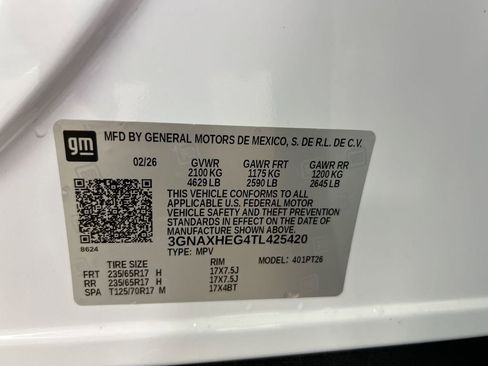 gm
MFD BY GENERAL MOTORS DE MEXICO, S. DE R.L. DE C.V.
02/26 GVWR GAWR FRT GAWR RR
2100 KG 1175 KG 1200 KG
4629 LB 2590 LB 2645 LB
THIS VEHICLE CONFORMS TO ALL
APPLICABLE U.S. FEDERAL MOTOR
VEHICLE SAFETY AND THEFT PREVENTION
STANDARDS IN EFFECT ON THE DATE OF
MANUFACTURE SHOWN ABOVE.
8624
3GNAXHEG4TL425420
TYPE: MPV MODEL: 401PT26
TIRE SIZE RIM
FRT 235/65R17 H 17X7.5J
RR 235/65R17 H 17X7.5J
SPA T125/70R17 M 17X4BT